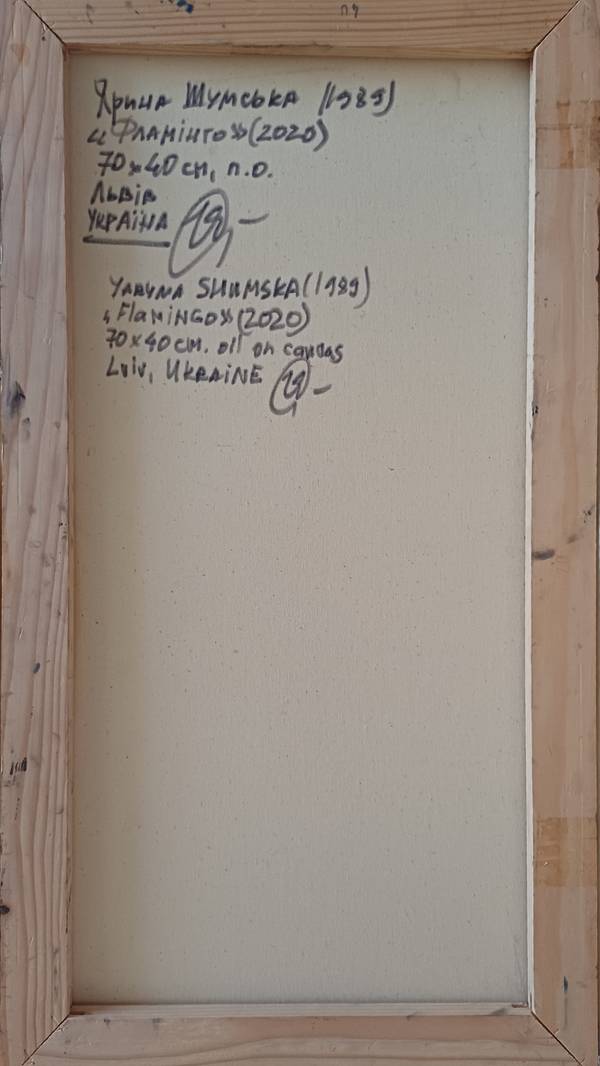 Ярина Шумська (1989)
«Фламінго» (2020)
70 x 40 см, п.о.
Львів
Україна
YARYNA SHUMSKA (1989)
«FlaMiNGO» (2020)
70 x 40 cm. oil on canvas
Lviv, UKRAiNE